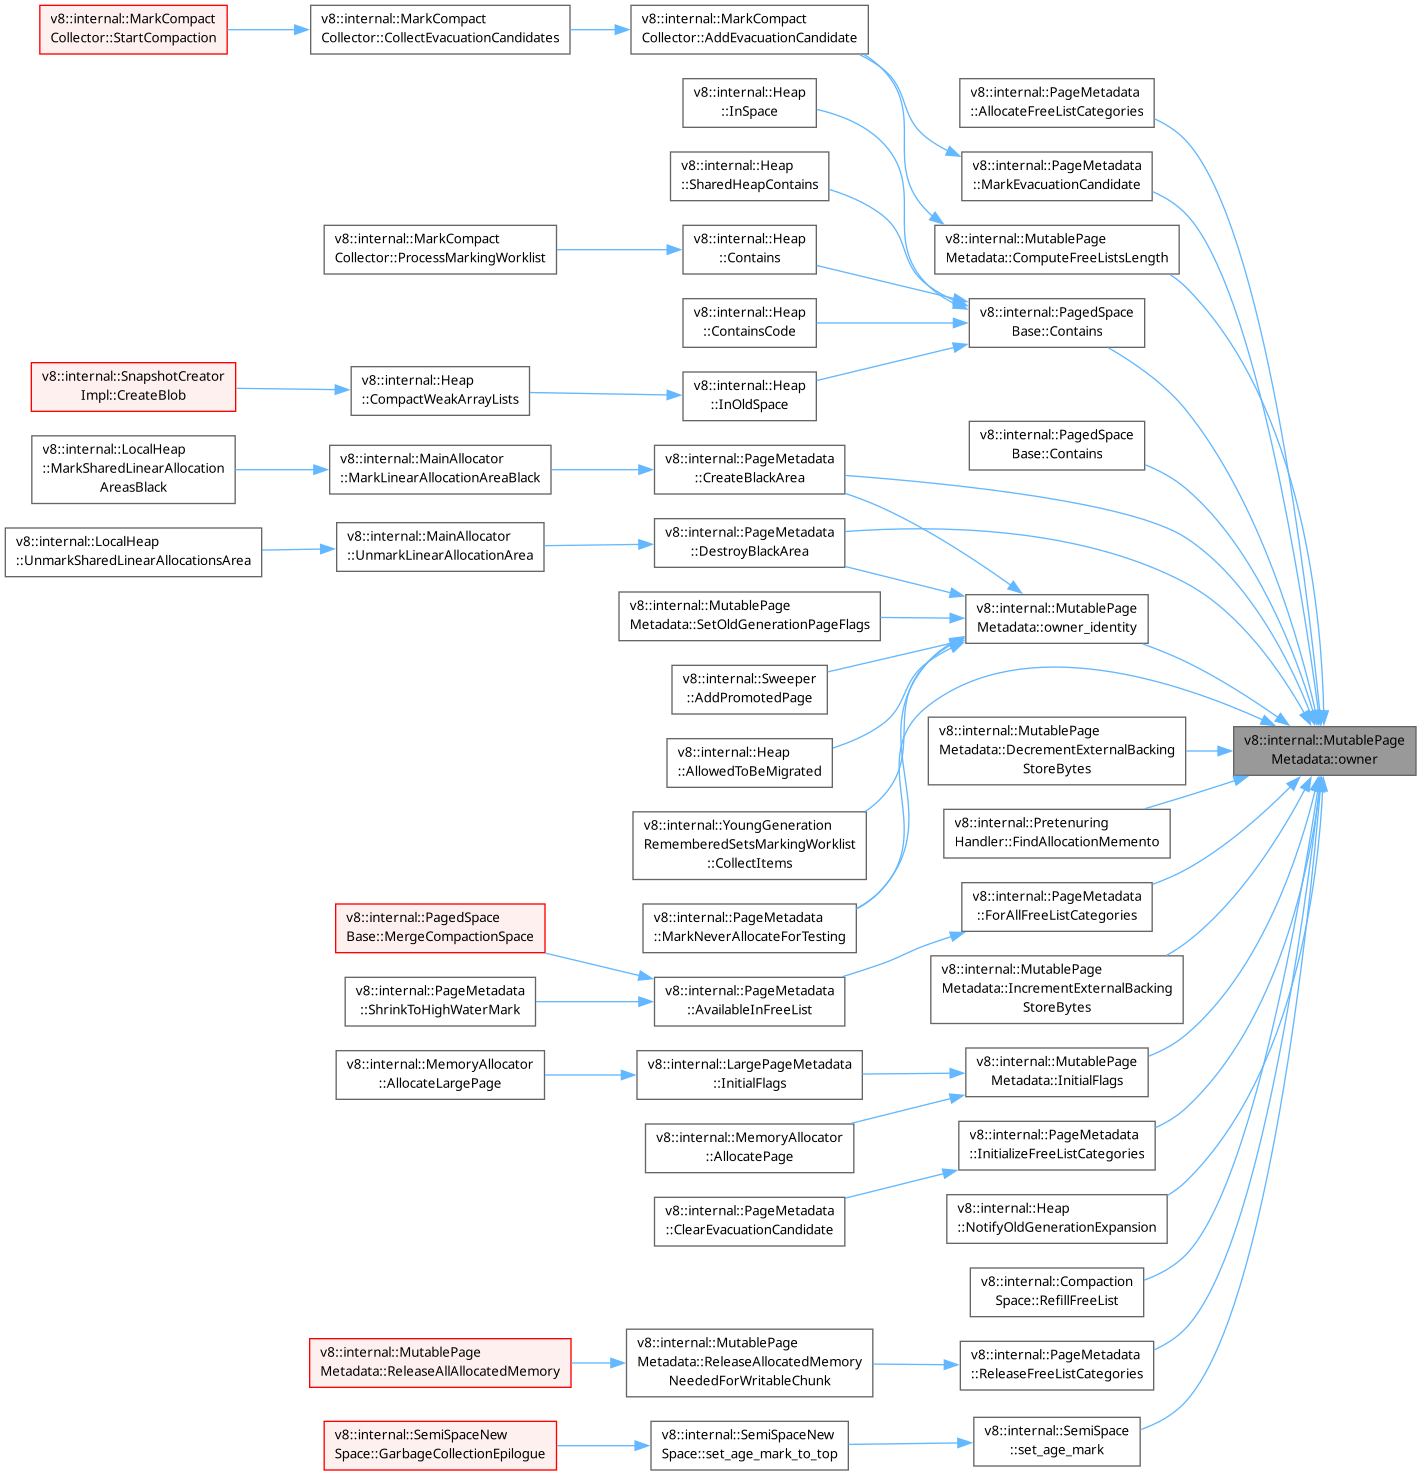 v8::internal::MarkCompact
Collector::StartCompaction
v8::internal::MarkCompact
Collector::CollectEvacuationCandidates
v8::internal::MarkCompact
Collector::AddEvacuationCandidate
v8::internal::Heap
::InSpace
v8::internal::PageMetadata
::AllocateFreeListCategories
v8::internal::Heap
::SharedHeapContains
v8::internal::PageMetadata
::MarkEvacuationCandidate
v8::internal::MarkCompact
Collector::ProcessMarkingWorklist
v8::internal::Heap
::Contains
v8::internal::MutablePage
Metadata::ComputeFreeListsLength
v8::internal::Heap
::ContainsCode
v8::internal::PagedSpace
Base::Contains
v8::internal::SnapshotCreator
Impl::CreateBlob
v8::internal::Heap
::CompactWeakArrayLists
v8::internal::Heap
::InOldSpace
v8::internal::PagedSpace
Base::Contains
v8::internal::LocalHeap
::MarkSharedLinearAllocation
AreasBlack
v8::internal::MainAllocator
::MarkLinearAllocationAreaBlack
v8::internal::PageMetadata
::CreateBlackArea
v8::internal::LocalHeap
::UnmarkSharedLinearAllocationsArea
v8::internal::MainAllocator
::UnmarkLinearAllocationArea
v8::internal::PageMetadata
::DestroyBlackArea
v8::internal::MutablePage
Metadata::SetOldGenerationPageFlags
v8::internal::MutablePage
Metadata::owner_identity
v8::internal::Sweeper
::AddPromotedPage
v8::internal::Heap
::AllowedToBeMigrated
v8::internal::MutablePage
Metadata::DecrementExternalBacking
StoreBytes
v8::internal::MutablePage
Metadata::owner
v8::internal::YoungGeneration
RememberedSetsMarkingWorklist
::CollectItems
v8::internal::Pretenuring
Handler::FindAllocationMemento
v8::internal::PagedSpace
Base::MergeCompactionSpace
v8::internal::PageMetadata
::MarkNeverAllocateForTesting
v8::internal::PageMetadata
::ForAllFreeListCategories
v8::internal::PageMetadata
::ShrinkToHighWaterMark
v8::internal::PageMetadata
::AvailableInFreeList
v8::internal::MutablePage
Metadata::IncrementExternalBacking
StoreBytes
v8::internal::MemoryAllocator
::AllocateLargePage
v8::internal::LargePageMetadata
::InitialFlags
v8::internal::MutablePage
Metadata::InitialFlags
v8::internal::MemoryAllocator
::AllocatePage
v8::internal::PageMetadata
::InitializeFreeListCategories
v8::internal::PageMetadata
::ClearEvacuationCandidate
v8::internal::Heap
::NotifyOldGenerationExpansion
v8::internal::Compaction
Space::RefillFreeList
v8::internal::MutablePage
Metadata::ReleaseAllAllocatedMemory
v8::internal::MutablePage
Metadata::ReleaseAllocatedMemory
NeededForWritableChunk
v8::internal::PageMetadata
::ReleaseFreeListCategories
v8::internal::SemiSpaceNew
Space::GarbageCollectionEpilogue
v8::internal::SemiSpaceNew
Space::set_age_mark_to_top
v8::internal::SemiSpace
::set_age_mark